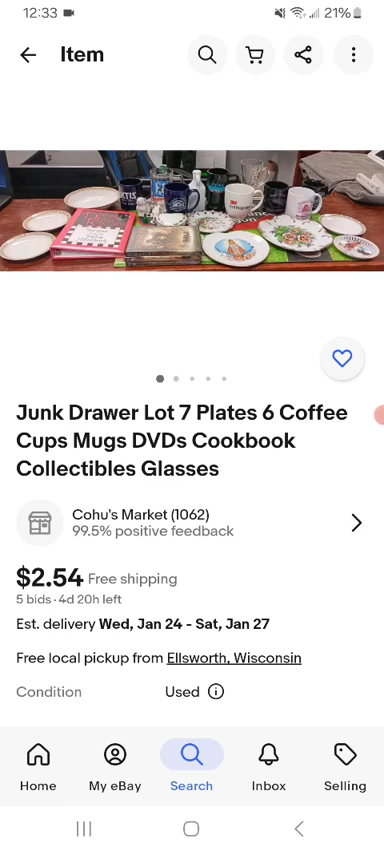 12:33
21%
Item
3M
Junk Drawer Lot 7 Plates 6 Coffee
Cups Mugs DVDs Cookbook
Collectibles Glasses
Cohu's Market (1062)
99.5% positive feedback
$2.54 Free shipping
5 bids · 4d 20h left
Est. delivery Wed, Jan 24 - Sat, Jan 27
Free local pickup from Ellsworth, Wisconsin
Condition Used
Home My eBay Search Inbox Selling